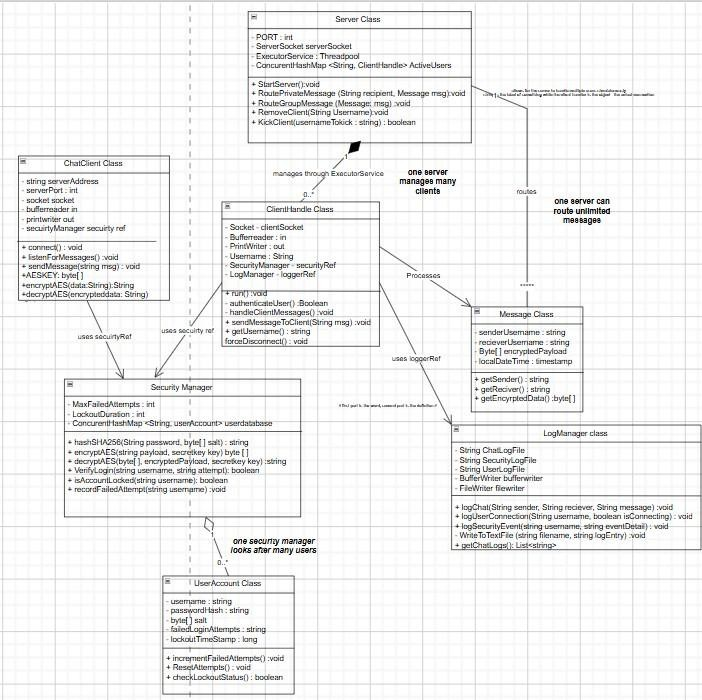 Server Class
- PORT : int
- ServerSocket serverSocket
- ExecutorService : Threadpool
- ConcurentHashMap <String, ClientHandle> ActiveUsers
+ StartServer():void
+ RoutePrivateMessage (String recipient, Message msg):void
+ RouteGroupMessage (Message: msg) :void
+ RemoveClient(String Username):void
+ KickClient(usernameTokick : string) : boolean
1
manages through ExecutorService
0..*
one server
manages many
clients
routes
one server can
route unlimited
messages
*****
ChatClient Class
- string serverAddress
- serverPort : int
- socket socket
- bufferreader in
- printwriter out
- secuirtyManager secuirty ref
+ connect() : void
+ listenForMessages() :void
+ sendMessage(string msg) : void
+AESKEY: byte[ ]
+encryptAES(data:String):String
+decryptAES(encrypteddata: String)
uses secuirtyRef
ClientHandle Class
- Socket - clientSocket
- Bufferreader : in
- PrintWriter : out
- Username : String
- SecurityManager - securityRef
- LogManager - loggerRef
+ run() :void
- authenticateUser() :Boolean
- handleClientMessages() :void
+ sendMessageToClient(String msg) :void
+ getUsername() : string
forceDisconnect() : void
uses secuirty ref
Processes
uses loggerRef
Message Class
- senderUsername : string
- recieverUsername : string
- Byte[ ] encryptedPayload
- localDateTime : timestamp
+ getSender() : string
+ getReciver() : string
+ getEncyrptedData() :byte[ ]
Security Manager
- MaxFailedAttempts : int
- LockoutDuration : int
- ConcurentHashMap <String, userAccount> userdatabase
+ hashSHA256(String password, byte[ ] salt) : string
+ encryptAES(string payload, secretkey key) byte [ ]
+ decryptAES(byte[ ], encryptedpayload, secretkey key) :string
+ VerifyLogin(string username, string attempt): boolean
+ isAccountLocked(string username): boolean
+ recordFailedAttempt(string username) :void
1
one security manager
looks after many users
0..*
LogManager class
- String ChatLogFile
- String SecurityLogFile
- String UserLogFile
- BufferWriter bufferwriter
- FileWriter filewriter
+ logChat(String sender, String reciever, String message) :void
+ logUserConnection(String username, boolean isConnecting) : void
+ logSecurityEvent(string username, string eventDetail) : void
- WriteToTextFile (string filename, string logEntry) :void
+ getChatLogs(): List<string>
UserAccount Class
- username : string
- passwordHash : string
- byte[ ] salt
- failedLoginAttempts : string
- lockoutTimeStamp : long
+ incrementFailedAttempts() :void
+ ResetAttempts() : void
+ checkLockoutStatus() : boolean